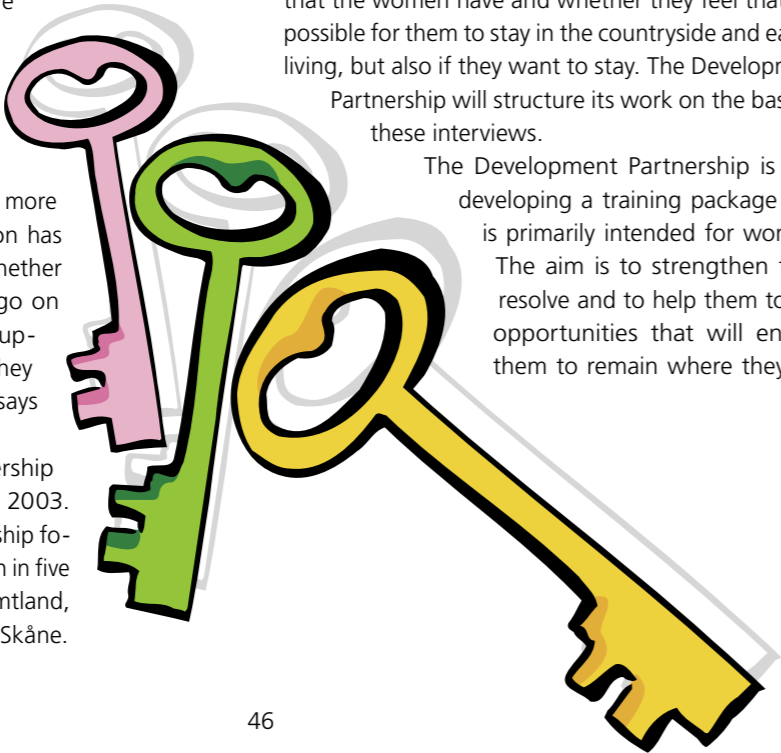 more
on has
hether
go on
up-
hey
says
ership
2003.
ship fo-
n in five
mtland,
Skåne.
that the women have and whether they feel that
possible for them to stay in the countryside and ea
living, but also if they want to stay. The Developm
Partnership will structure its work on the bas
these interviews.
The Development Partnership is
developing a training package
is primarily intended for wom
The aim is to strengthen t
resolve and to help them to
opportunities that will en
them to remain where they
46